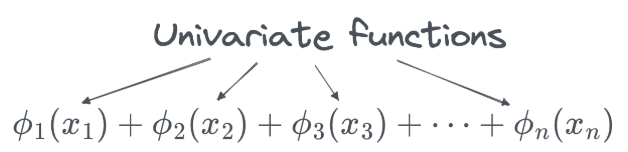 Univariate functions
ϕ₁(x₁) + ϕ₂(x₂) + ϕ₃(x₃) + ⋯ + ϕₙ(xₙ)